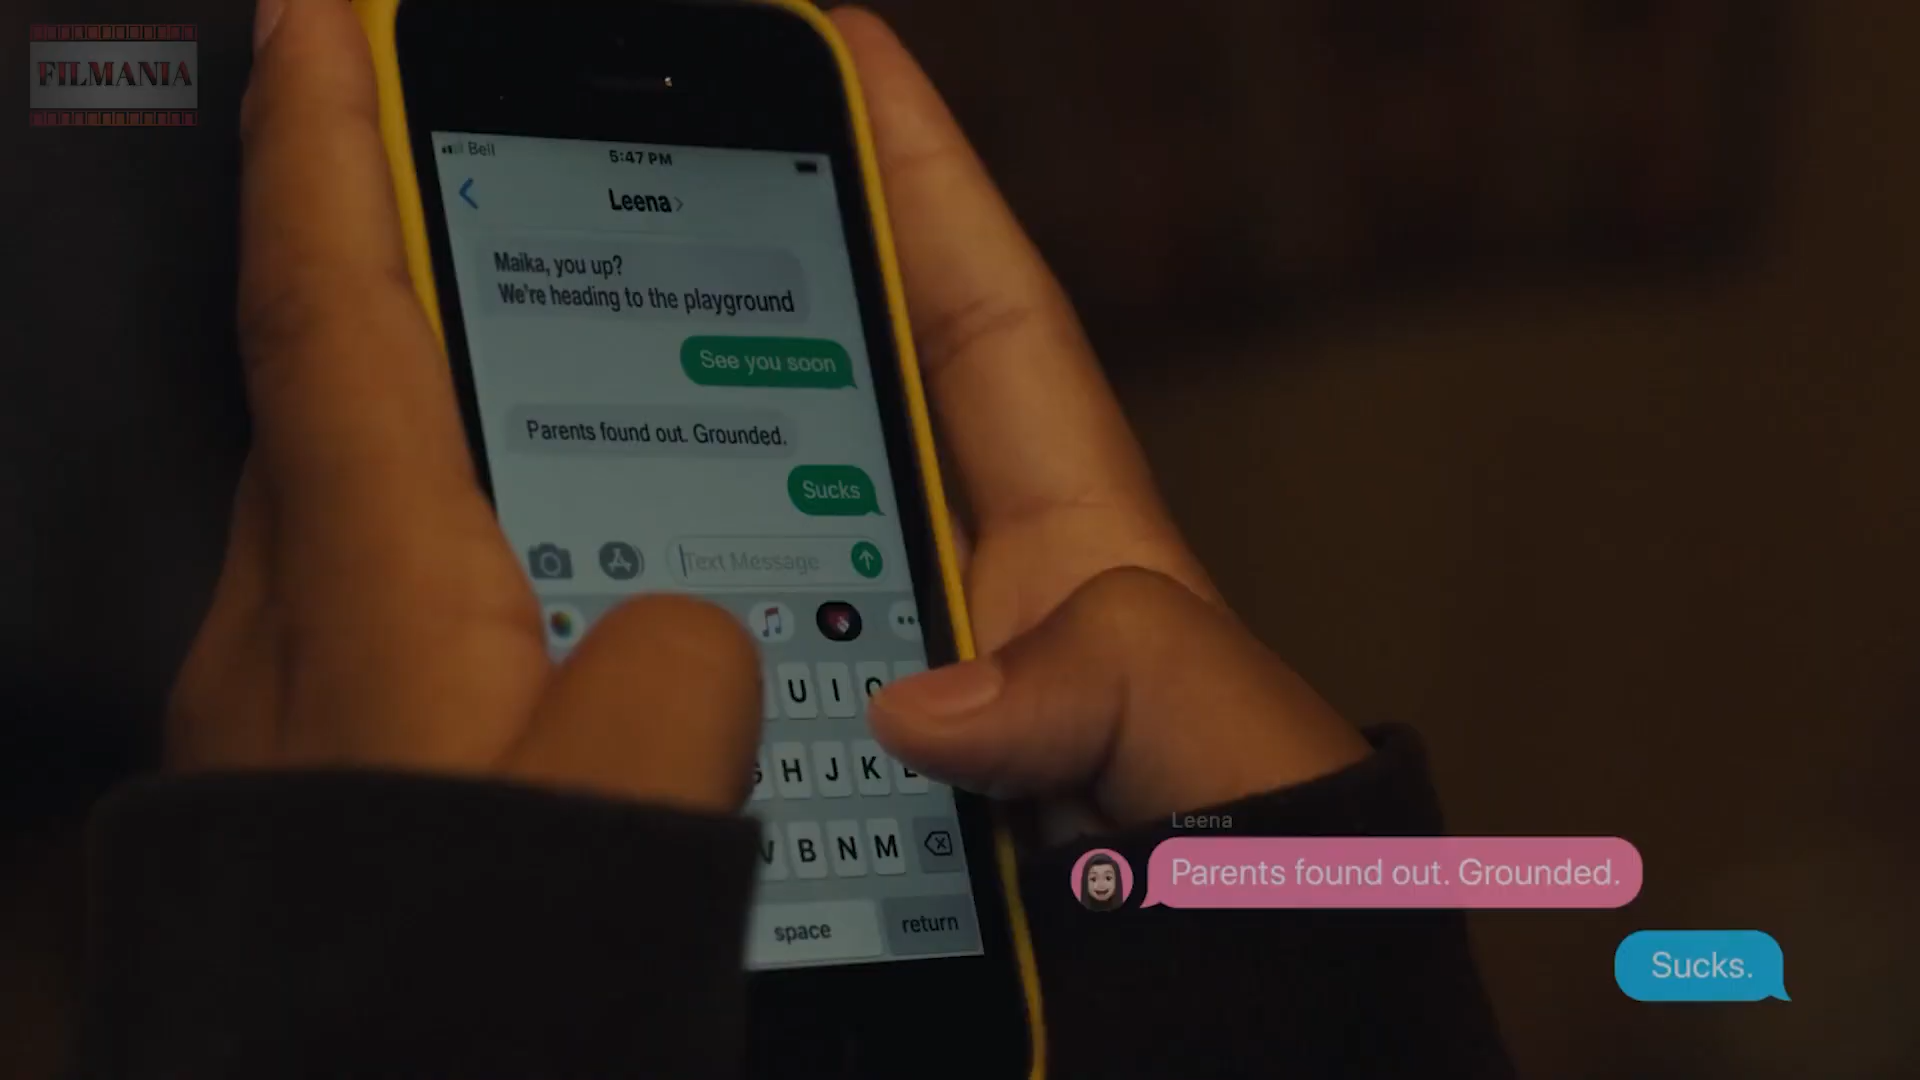 FILMANIA
Bell
5:47 PM
Leena
Maika, you up?
We're heading to the playground
See you soon
Parents found out. Grounded.
Sucks
Text Message
U I O
G H J K L
V B N M
space return
Leena
Parents found out. Grounded.
Sucks.